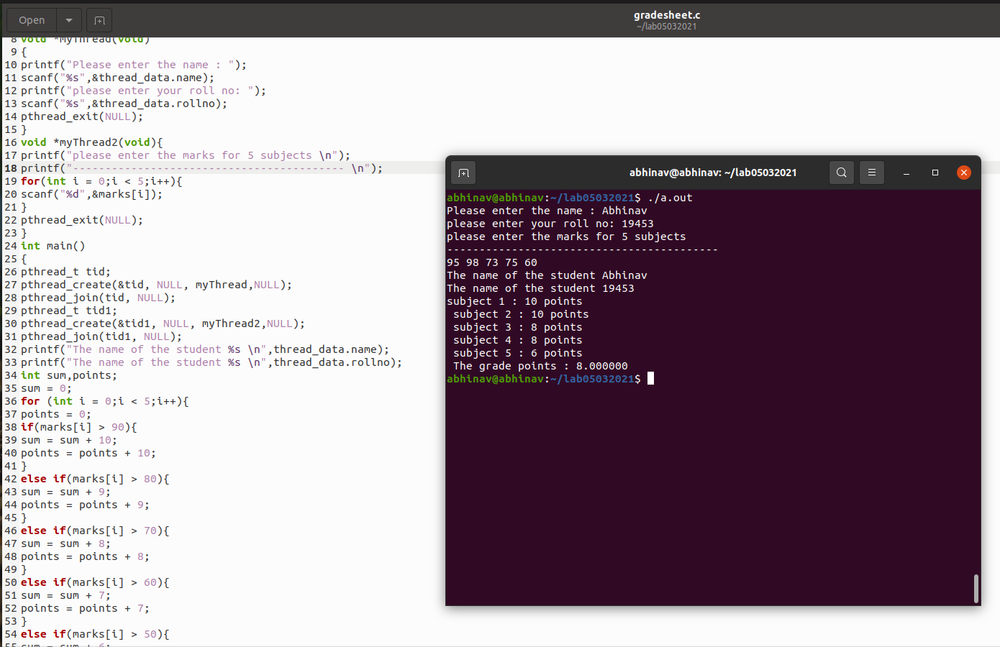 Open
gradesheet.c
~/lab05032021
8 void *myThread(void)
9 {
10 printf("Please enter the name : ");
11 scanf("%s",&thread_data.name);
12 printf("please enter your roll no: ");
13 scanf("%s",&thread_data.rollno);
14 pthread_exit(NULL);
15 }
16 void *myThread2(void){
17 printf("please enter the marks for 5 subjects \n");
18 printf("------------------------------------------ \n");
19 for(int i = 0;i < 5;i++){
20 scanf("%d",&marks[i]);
21 }
22 pthread_exit(NULL);
23 }
24 int main()
25 {
26 pthread_t tid;
27 pthread_create(&tid, NULL, myThread,NULL);
28 pthread_join(tid, NULL);
29 pthread_t tid1;
30 pthread_create(&tid1, NULL, myThread2,NULL);
31 pthread_join(tid1, NULL);
32 printf("The name of the student %s \n",thread_data.name);
33 printf("The name of the student %s \n",thread_data.rollno);
34 int sum,points;
35 sum = 0;
36 for (int i = 0;i < 5;i++){
37 points = 0;
38 if(marks[i] > 90){
39 sum = sum + 10;
40 points = points + 10;
41 }
42 else if(marks[i] > 80){
43 sum = sum + 9;
44 points = points + 9;
45 }
46 else if(marks[i] > 70){
47 sum = sum + 8;
48 points = points + 8;
49 }
50 else if(marks[i] > 60){
51 sum = sum + 7;
52 points = points + 7;
53 }
54 else if(marks[i] > 50){
55 sum = sum + 6;
abhinav@abhinav: ~/lab05032021
abhinav@abhinav:~/lab05032021$ ./a.out
Please enter the name : Abhinav
please enter your roll no: 19453
please enter the marks for 5 subjects
------------------------------------------
95 98 73 75 60
The name of the student Abhinav
The name of the student 19453
subject 1 : 10 points
subject 2 : 10 points
subject 3 : 8 points
subject 4 : 8 points
subject 5 : 6 points
The grade points : 8.000000
abhinav@abhinav:~/lab05032021$